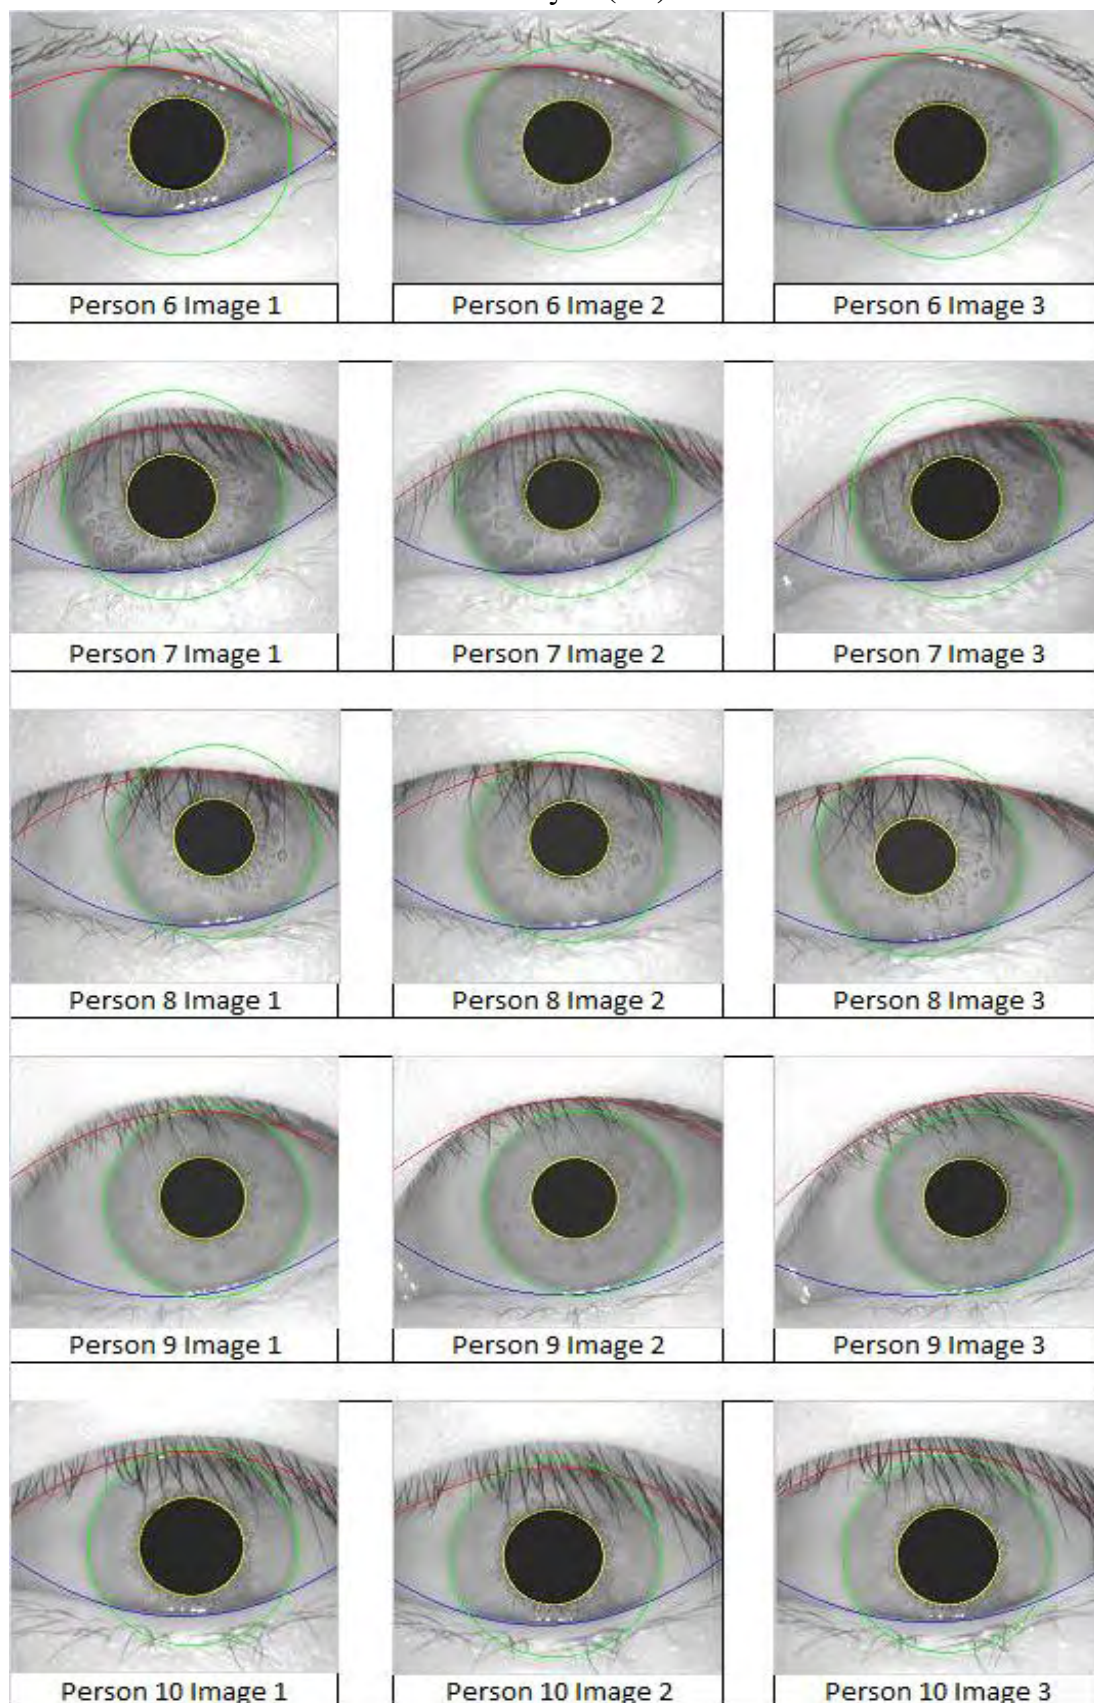 Person 6 Image 1
Person 6 Image 2
Person 6 Image 3
Person 7 Image 1
Person 7 Image 2
Person 7 Image 3
Person 8 Image 1
Person 8 Image 2
Person 8 Image 3
Person 9 Image 1
Person 9 Image 2
Person 9 Image 3
Person 10 Image 1
Person 10 Image 2
Person 10 Image 3